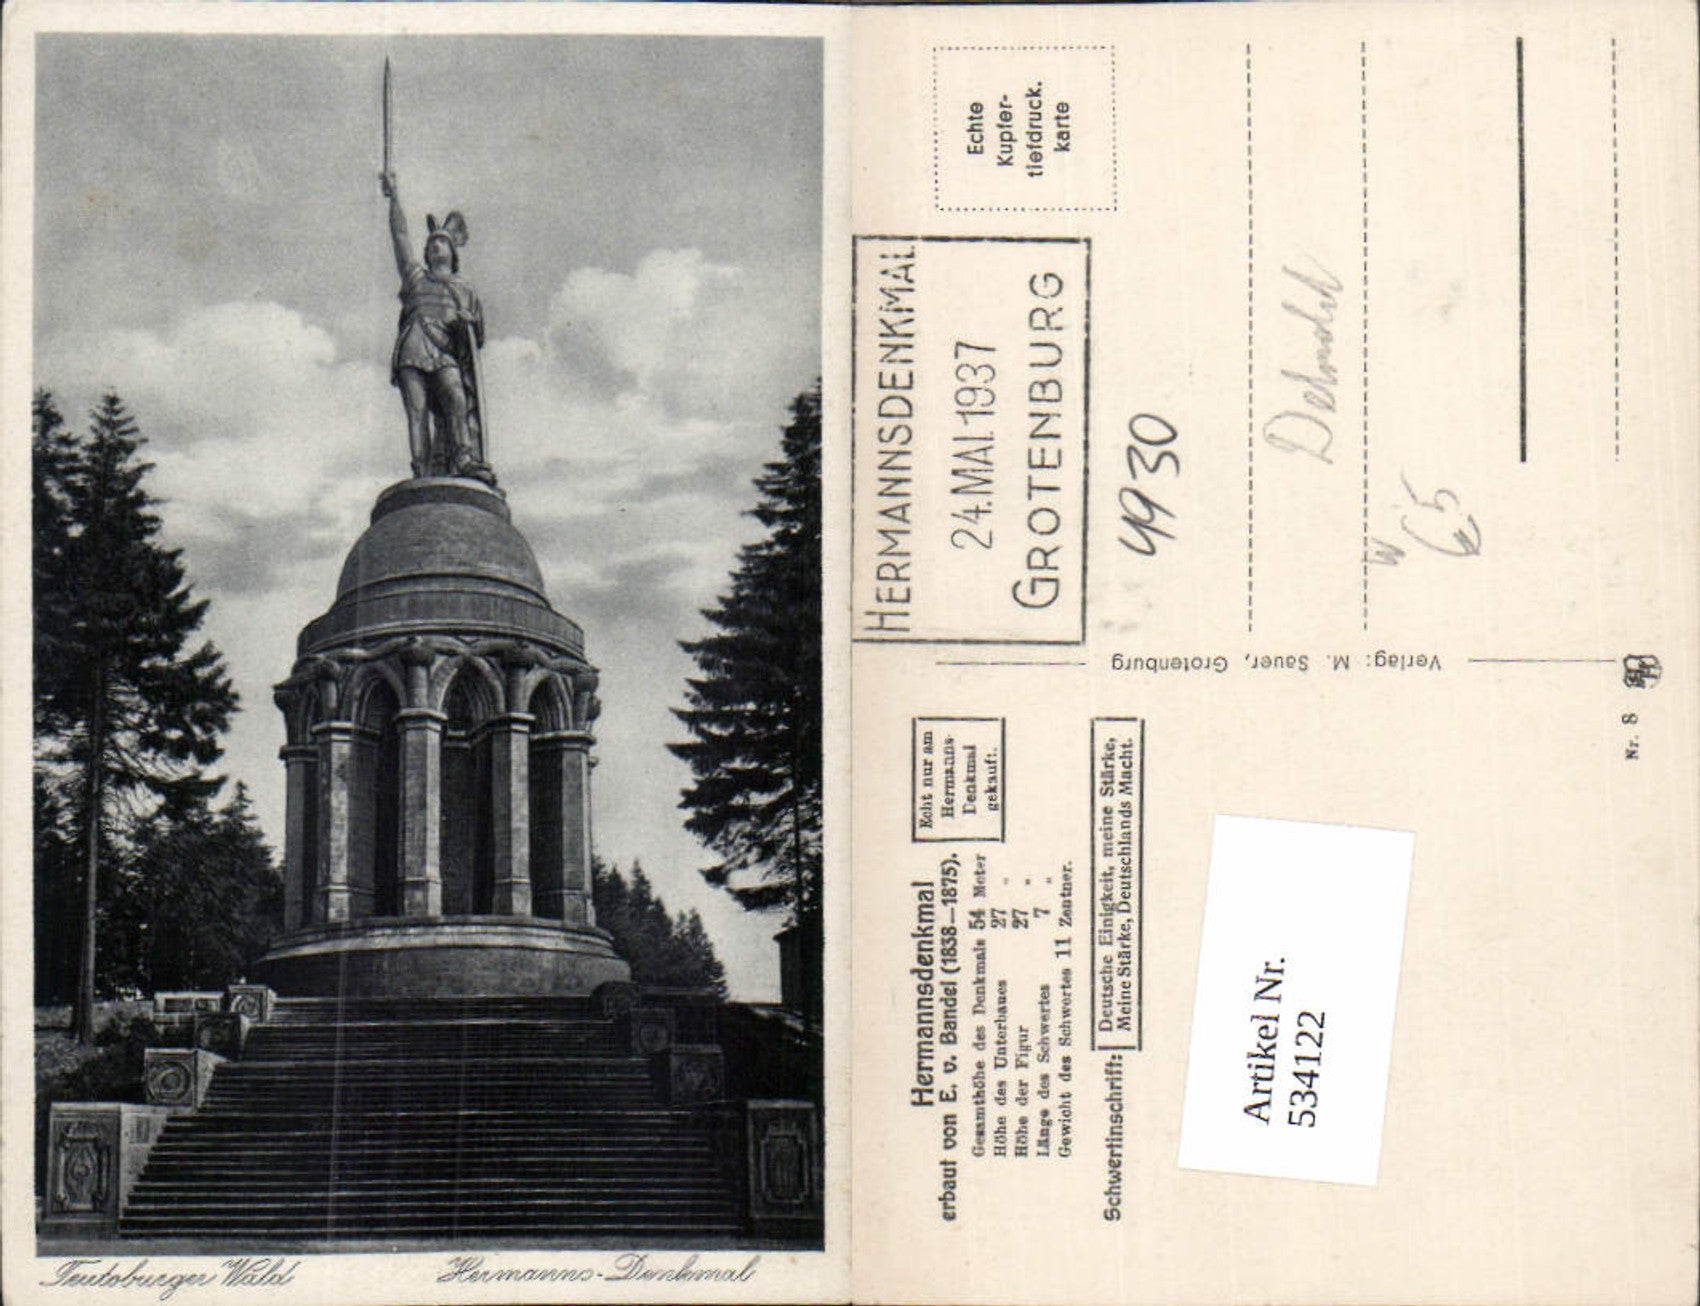 Teutoburger Wald
Hermanns-Denkmal
Echte
Kupfer-
tiefdruck-
karte
HERMANNSDENKMAL
24. MAI. 1937
GROTENBURG
4930
W
65
Verlag: M. Sauer, Grotenburg
Nr. 8
Echt nur am
Hermanns-
Denkmal
gekauft.
Hermannsdenkmal
erbaut von E. v. Bandel (1838—1875).
Gesamthöhe des Denkmals 54 Meter
Höhe des Unterbaues 27 "
Höhe der Figur 27 "
Länge des Schwertes 7 "
Gewicht des Schwertes 11 Zentner.
Schwertinschrift: Deutsche Einigkeit, meine Stärke,
Meine Stärke, Deutschlands Macht.
Artikel Nr.
534122